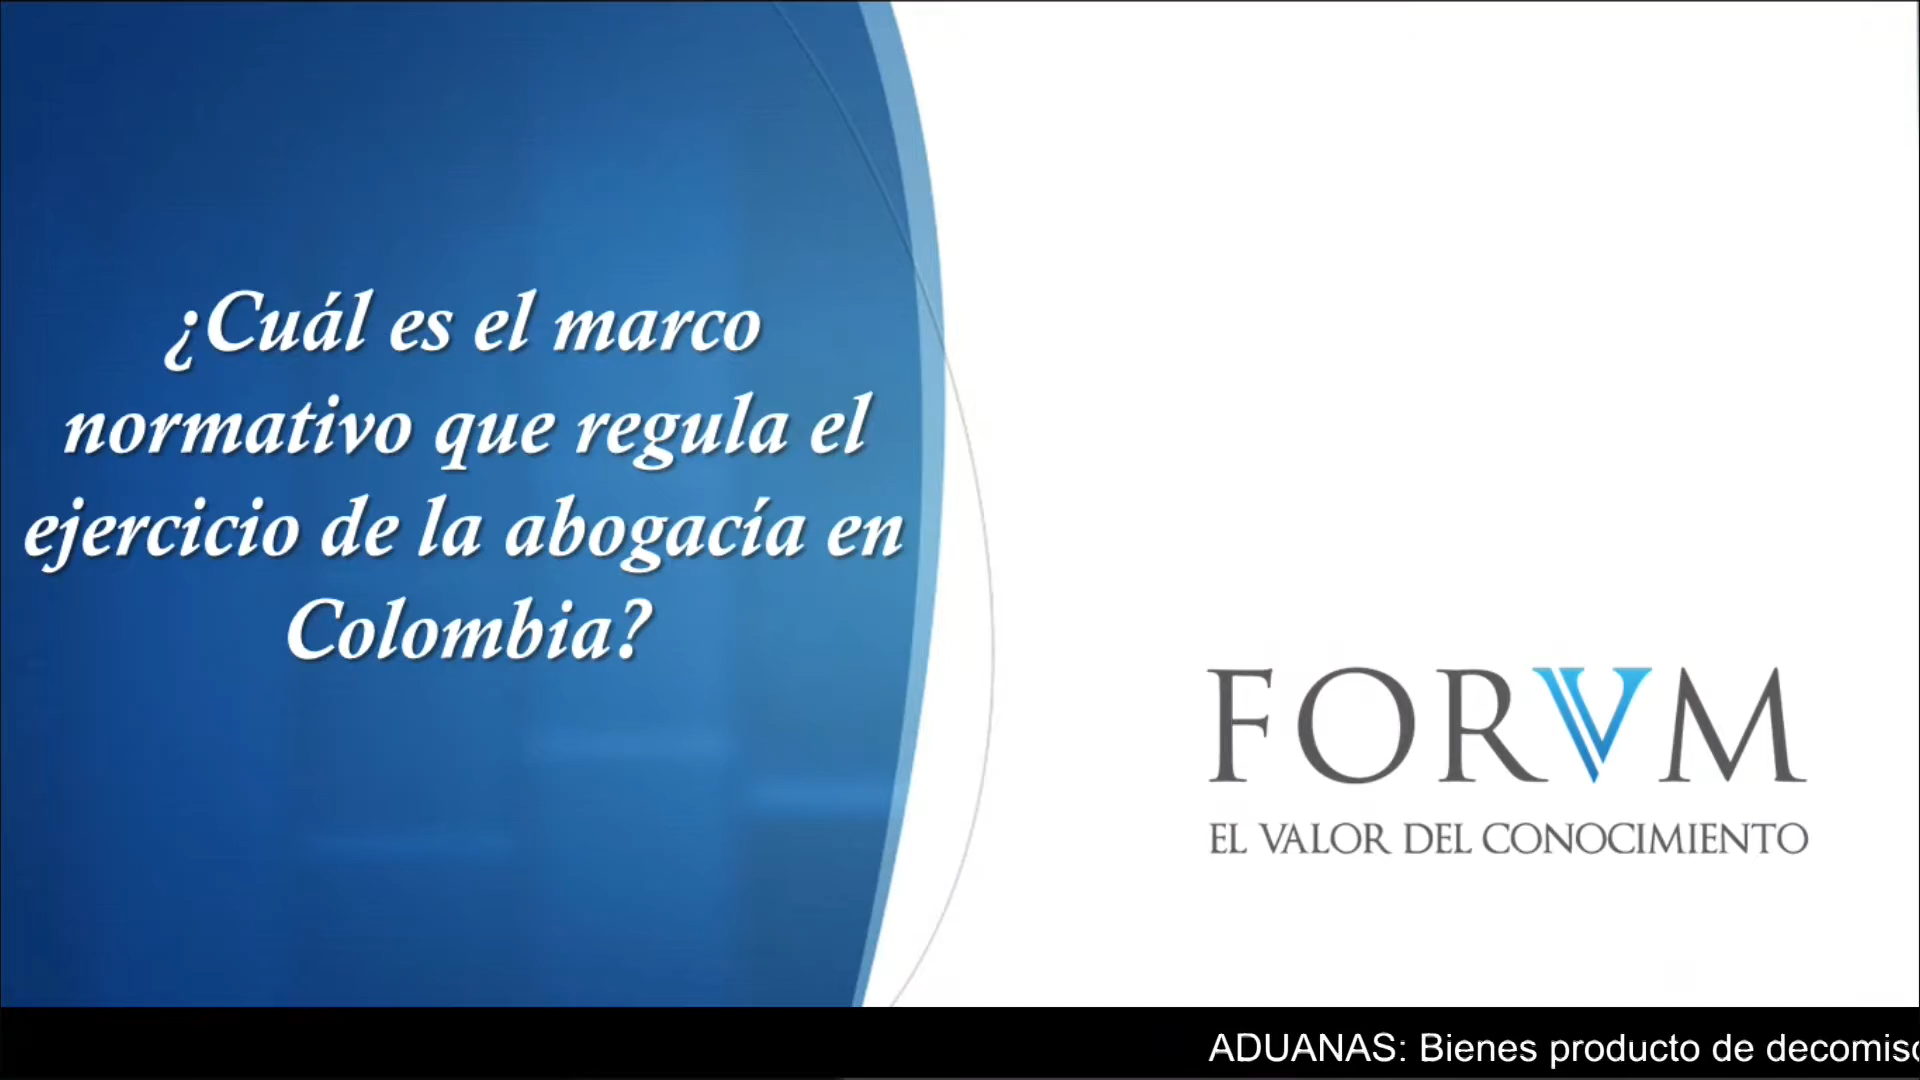 ¿Cuál es el marco
normativo que regula el
ejercicio de la abogacía en
Colombia?
FORVM
EL VALOR DEL CONOCIMIENTO
ADUANAS: Bienes producto de